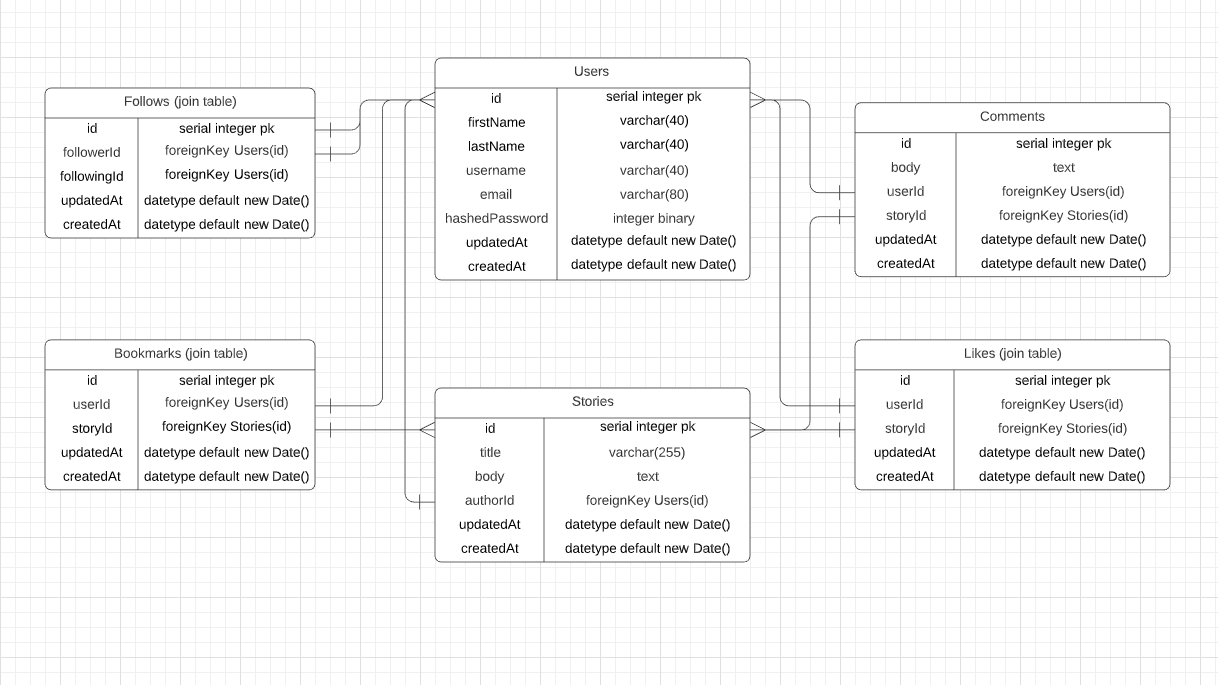 Follows (join table)
id serial integer pk
followerId foreignKey Users(id)
followingId foreignKey Users(id)
updatedAt datetype default new Date()
createdAt datetype default new Date()
Users
id serial integer pk
firstName varchar(40)
lastName varchar(40)
username varchar(40)
email varchar(80)
hashedPassword integer binary
updatedAt datetype default new Date()
createdAt datetype default new Date()
Comments
id serial integer pk
body text
userId foreignKey Users(id)
storyId foreignKey Stories(id)
updatedAt datetype default new Date()
createdAt datetype default new Date()
Bookmarks (join table)
id serial integer pk
userId foreignKey Users(id)
storyId foreignKey Stories(id)
updatedAt datetype default new Date()
createdAt datetype default new Date()
Stories
id serial integer pk
title varchar(255)
body text
authorId foreignKey Users(id)
updatedAt datetype default new Date()
createdAt datetype default new Date()
Likes (join table)
id serial integer pk
userId foreignKey Users(id)
storyId foreignKey Stories(id)
updatedAt datetype default new Date()
createdAt datetype default new Date()